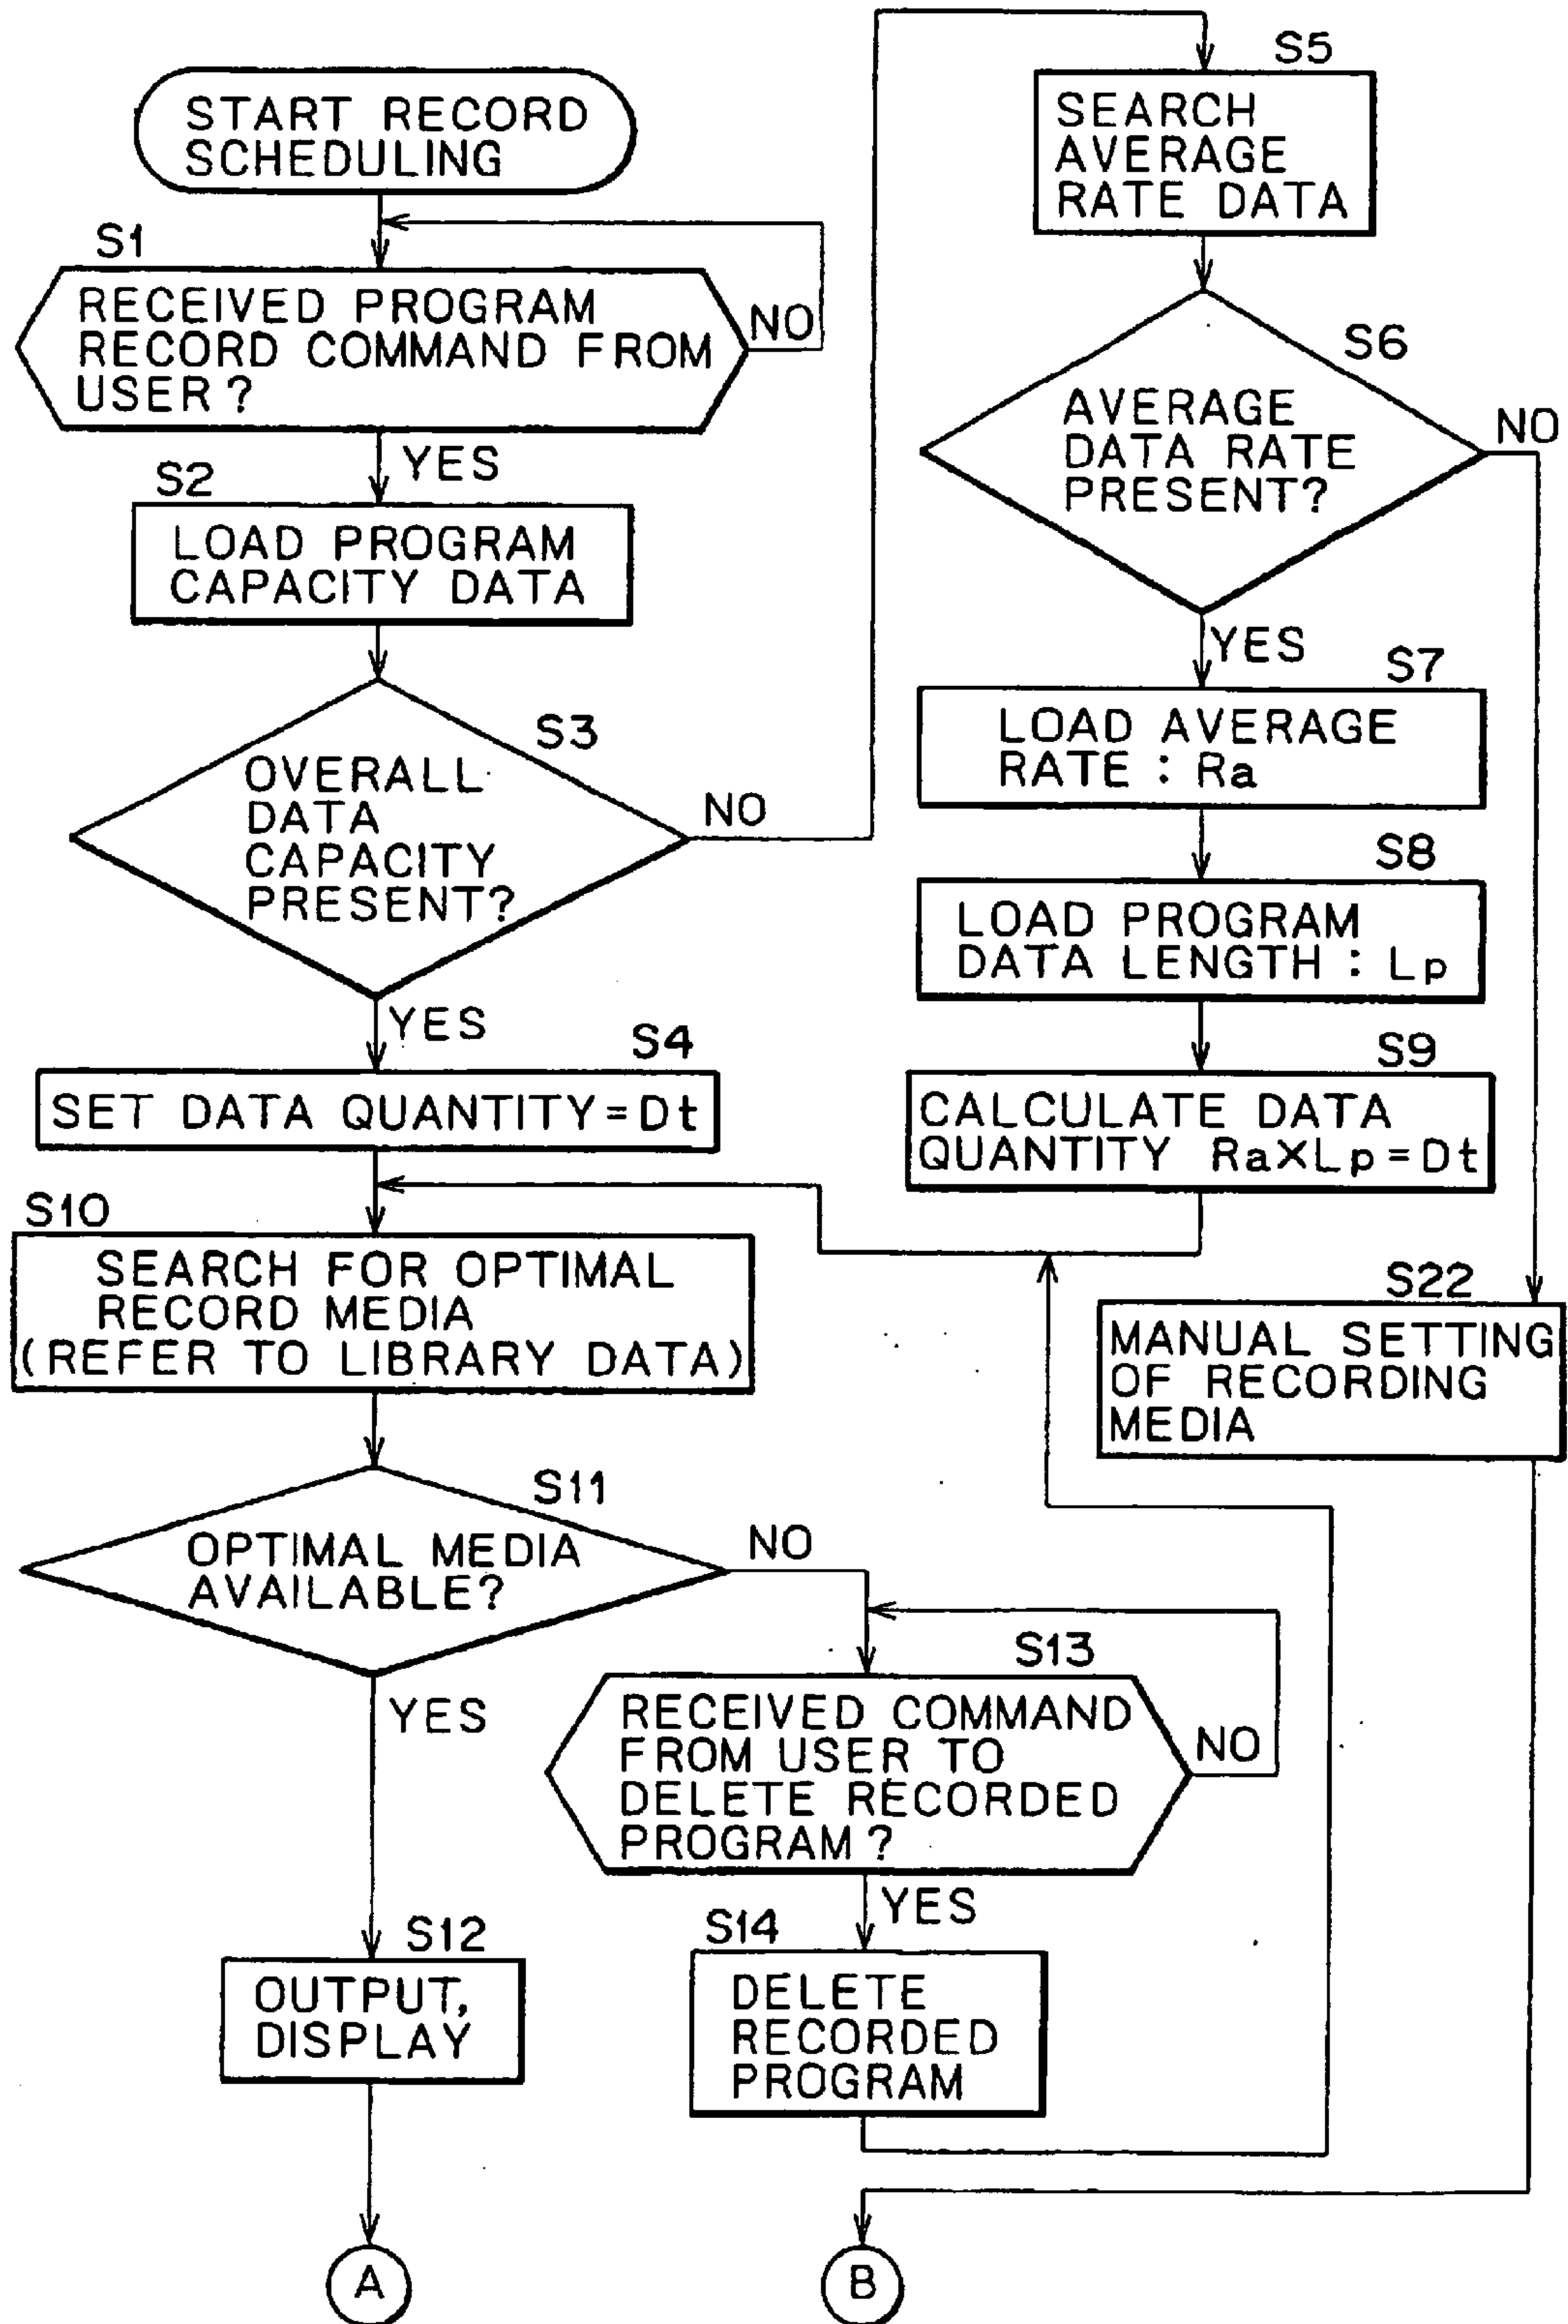 START RECORD
SCHEDULING
S1
RECEIVED PROGRAM
RECORD COMMAND FROM
USER?
NO
YES
S2
LOAD PROGRAM
CAPACITY DATA
S3
OVERALL
DATA
CAPACITY
PRESENT?
NO
YES
S4
SET DATA QUANTITY=Dt
S5
SEARCH
AVERAGE
RATE DATA
S6
AVERAGE
DATA RATE
PRESENT?
NO
YES
S7
LOAD AVERAGE
RATE : Ra
S8
LOAD PROGRAM
DATA LENGTH : Lp
S9
CALCULATE DATA
QUANTITY Ra×Lp=Dt
S10
SEARCH FOR OPTIMAL
RECORD MEDIA
(REFER TO LIBRARY DATA)
S22
MANUAL SETTING
OF RECORDING
MEDIA
S11
OPTIMAL MEDIA
AVAILABLE?
NO
YES
S13
RECEIVED COMMAND
FROM USER TO
DELETE RECORDED
PROGRAM?
NO
YES
S12
OUTPUT,
DISPLAY
S14
DELETE
RECORDED
PROGRAM
A
B